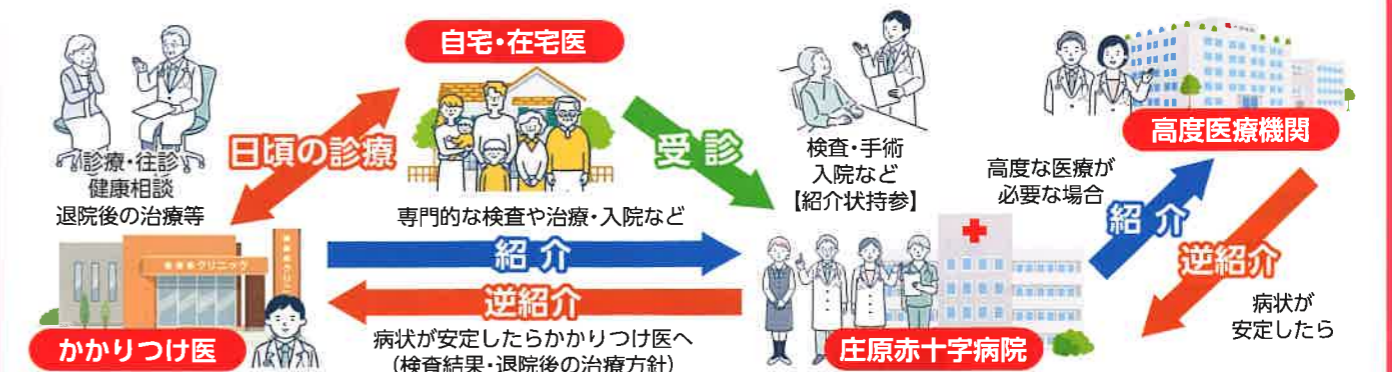 自宅・在宅医
診療・往診
健康相談
退院後の治療等
日頃の診療
受診
検査・手術
入院など
【紹介状持参】
高度医療機関
高度な医療が
必要な場合
専門的な検査や治療・入院など
紹介
逆紹介
紹介
逆紹介
病状が
安定したら
かかりつけ医
病状が安定したらかかりつけ医へ
(検査結果・退院後の治療方針)
庄原赤十字病院